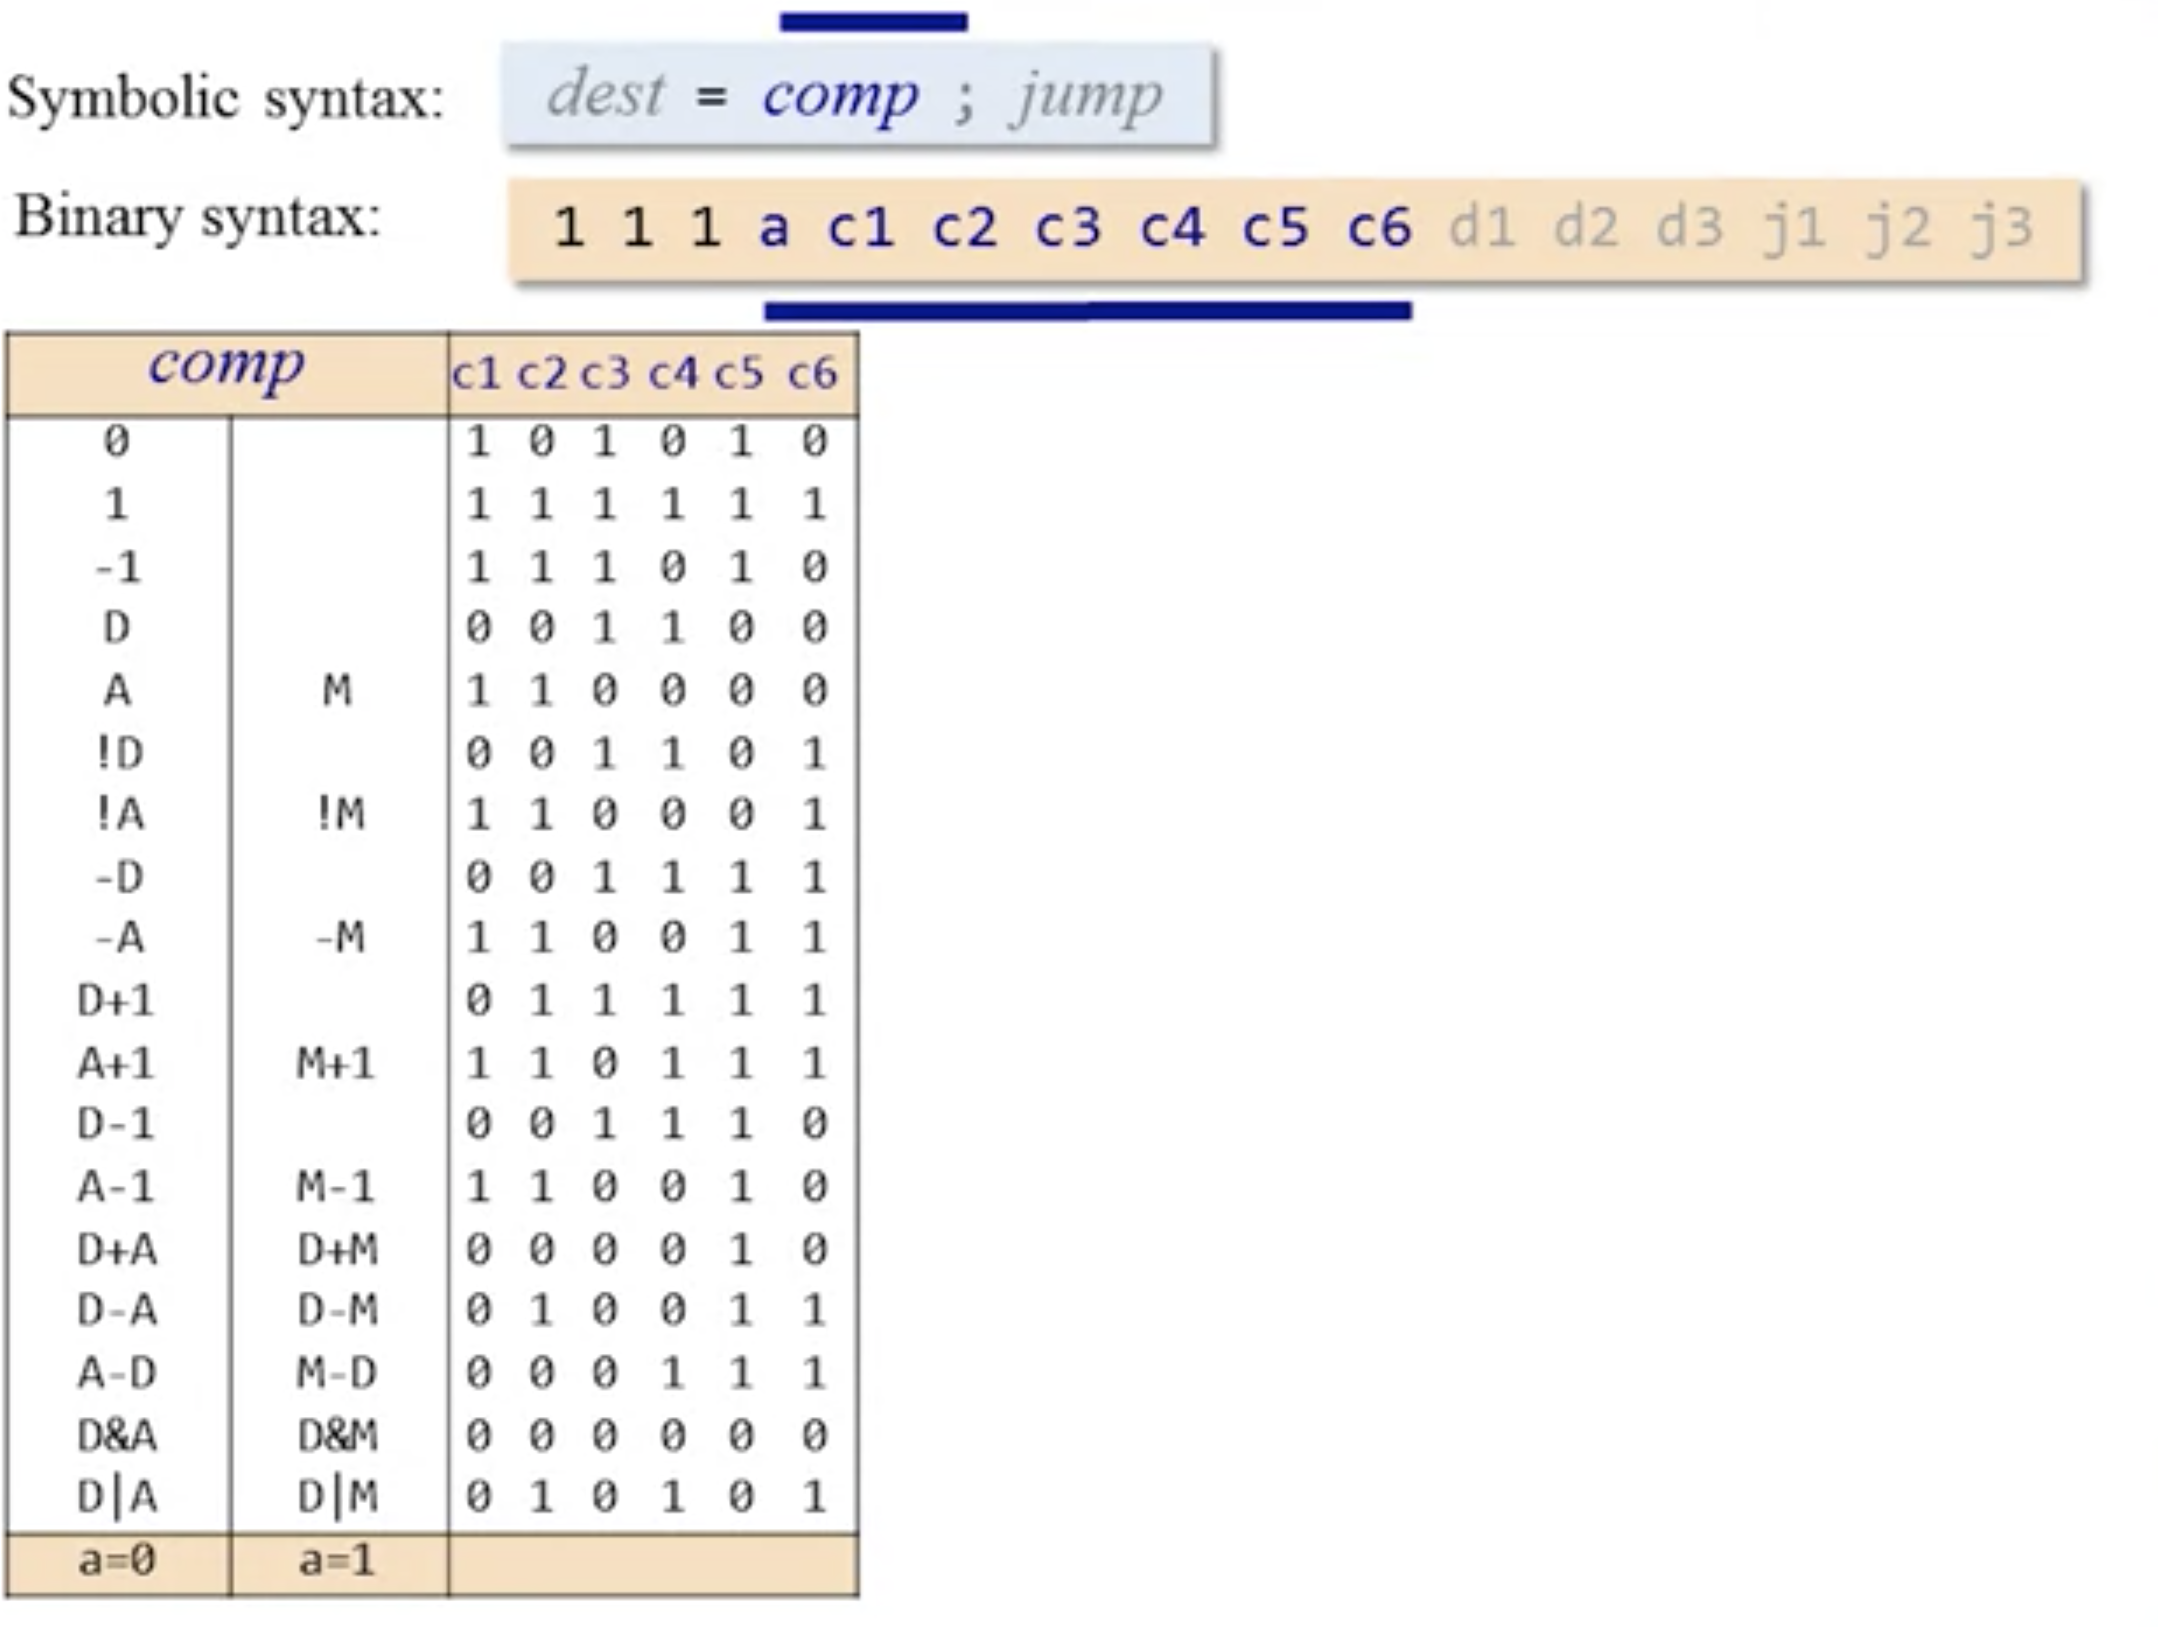 Symbolic syntax: dest = comp ; jump
Binary syntax: 1 1 1 a c1 c2 c3 c4 c5 c6 d1 d2 d3 j1 j2 j3
comp c1 c2 c3 c4 c5 c6
0 1 0 1 0 1 0
1 1 1 1 1 1 1
-1 1 1 1 0 1 0
D 0 0 1 1 0 0
A M 1 1 0 0 0 0
!D 0 0 1 1 0 1
!A !M 1 1 0 0 0 1
-D 0 0 1 1 1 1
-A -M 1 1 0 0 1 1
D+1 0 1 1 1 1 1
A+1 M+1 1 1 0 1 1 1
D-1 0 0 1 1 1 0
A-1 M-1 1 1 0 0 1 0
D+A D+M 0 0 0 0 1 0
D-A D-M 0 1 0 0 1 1
A-D M-D 0 0 0 1 1 1
D&A D&M 0 0 0 0 0 0
D|A D|M 0 1 0 1 0 1
a=0 a=1